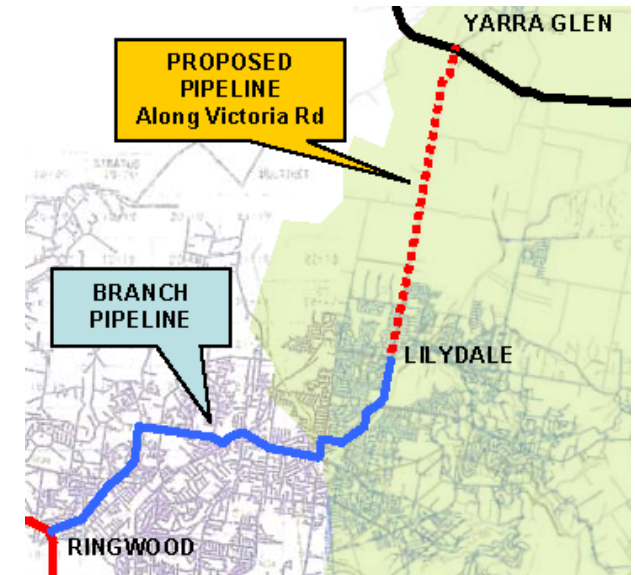 YARRA GLEN
PROPOSED
PIPELINE
Along Victoria Rd
BRANCH
PIPELINE
LILYDALE
RINGWOOD